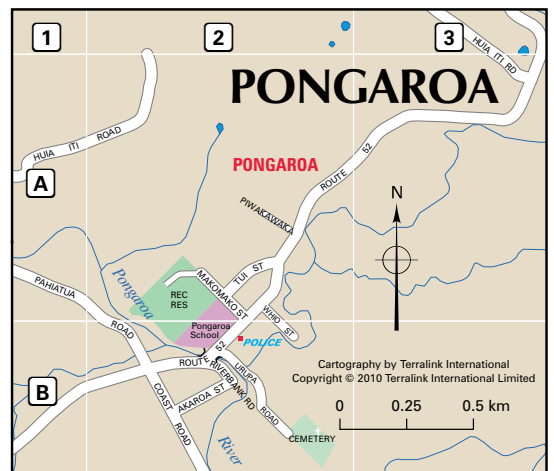 1
2
3
HUIA ITI RD
PONGAROA
HUIA ITI ROAD
A
PONGAROA
ROUTE 52
PIWAKAWAKA
N
TUI ST
MAKOMAKO ST
WHIO ST
PAHIATUA
ROAD
Pongaroa
REC
RES
Pongaroa
School
POLICE
ROUTE 52
RIVERBANK RD
URUPA
ROAD
Cartography by Terralink International
Copyright © 2010 Terralink International Limited
B
AKAROA ST
COAST
ROAD
0 0.25 0.5 km
CEMETERY
River